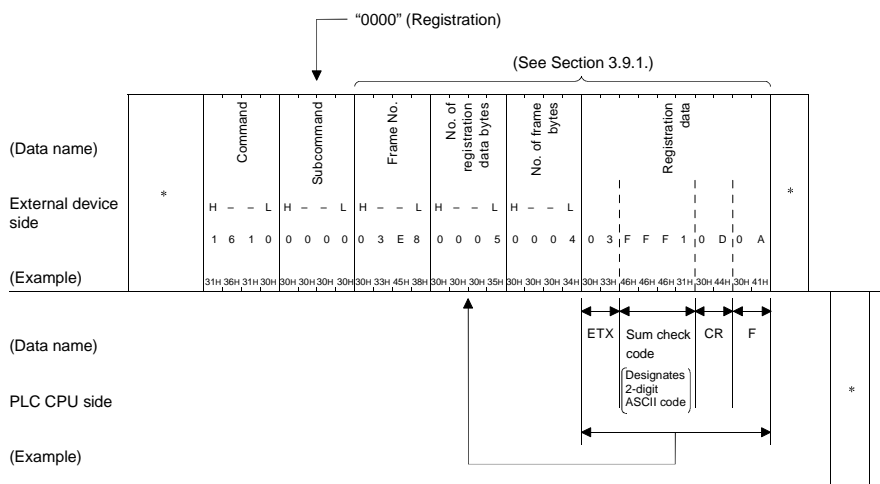 “0000” (Registration)
(See Section 3.9.1.)
(Data name)
Command
Subcommand
Frame No.
No. of
registration
data bytes
No. of frame
bytes
Registration
data
External device
side
*
H – – L H – – L H – – L H – – L H – – L
*
1 6 1 0 0 0 0 0 0 3 E 8 0 0 0 5 0 0 0 4 0 3 F F F 1 0 D 0 A
(Example)
31H 36H 31H 30H 30H 30H 30H 30H 30H 33H 45H 38H 30H 30H 30H 35H 30H 30H 30H 34H 30H 33H 46H 46H 46H 31H 30H 44H 30H 41H
(Data name)
ETX Sum check CR F
code
Designates
2-digit
ASCII code
PLC CPU side
*
(Example)